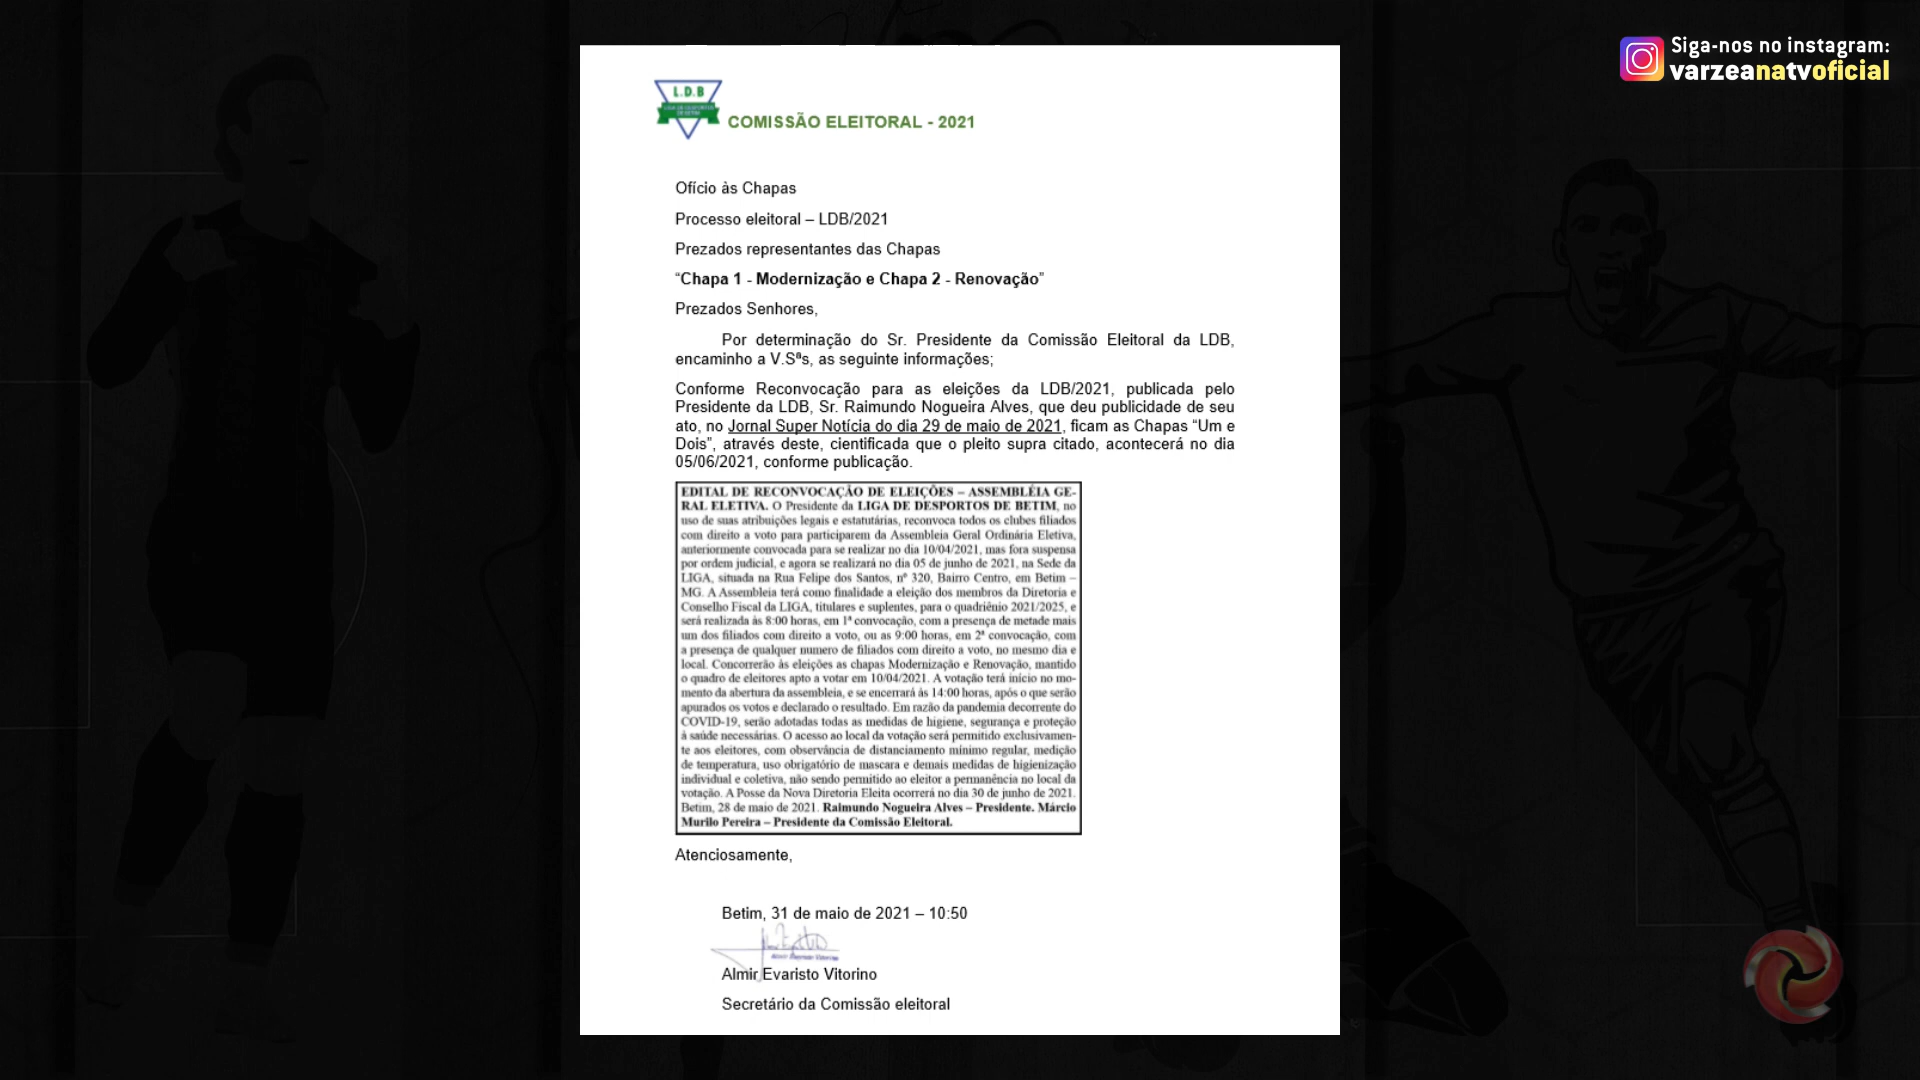 Siga-nos no instagram:
varzeanatvoficial
L.D.B
COMISSÃO ELEITORAL - 2021
Ofício às Chapas
Processo eleitoral – LDB/2021
Prezados representantes das Chapas
“Chapa 1 - Modernização e Chapa 2 - Renovação”
Prezados Senhores,
Por determinação do Sr. Presidente da Comissão Eleitoral da LDB,
encaminho a V.Sªs, as seguinte informações;
Conforme Reconvocação para as eleições da LDB/2021, publicada pelo
Presidente da LDB, Sr. Raimundo Nogueira Alves, que deu publicidade de seu
ato, no Jornal Super Notícia do dia 29 de maio de 2021, ficam as Chapas “Um e
Dois”, através deste, cientificada que o pleito supra citado, acontecerá no dia
05/06/2021, conforme publicação.
EDITAL DE RECONVOCAÇÃO DE ELEIÇÕES – ASSEMBLÉIA GE-
RAL ELETIVA. O Presidente da LIGA DE DESPORTOS DE BETIM, no
uso de suas atribuições legais e estatutárias, reconvoca todos os clubes filiados
com direito a voto para participarem da Assembleia Geral Ordinária Eletiva,
anteriormente convocada para se realizar no dia 10/04/2021, mas fora suspensa
por ordem judicial, e agora se realizará no dia 05 de junho de 2021, na Sede da
LIGA, situada na Rua Felipe dos Santos, nº 320, Bairro Centro, em Betim –
MG. A Assembleia terá como finalidade a eleição dos membros da Diretoria e
Conselho Fiscal da LIGA, titulares e suplentes, para o quadriênio 2021/2025, e
será realizada às 8:00 horas, em 1ª convocação, com a presença de metade mais
um dos filiados com direito a voto, ou as 9:00 horas, em 2ª convocação, com
a presença de qualquer numero de filiados com direito a voto, no mesmo dia e
local. Concorrerão às eleições as chapas Modernização e Renovação, mantido
o quadro de eleitores apto a votar em 10/04/2021. A votação terá início no mo-
mento da abertura da assembleia, e se encerrará às 14:00 horas, após o que serão
apurados os votos e declarado o resultado. Em razão da pandemia decorrente do
COVID-19, serão adotadas todas as medidas de higiene, segurança e proteção
à saúde necessárias. O acesso ao local da votação será permitido exclusivamen-
te aos eleitores, com observância de distanciamento mínimo regular, medição
de temperatura, uso obrigatório de mascara e demais medidas de higienização
individual e coletiva, não sendo permitido ao eleitor a permanência no local da
votação. A Posse da Nova Diretoria Eleita ocorrerá no dia 30 de junho de 2021.
Betim, 28 de maio de 2021. Raimundo Nogueira Alves – Presidente. Márcio
Murilo Pereira – Presidente da Comissão Eleitoral.
Atenciosamente,
Betim, 31 de maio de 2021 – 10:50
Almir Evaristo Vitorino
Secretário da Comissão eleitoral